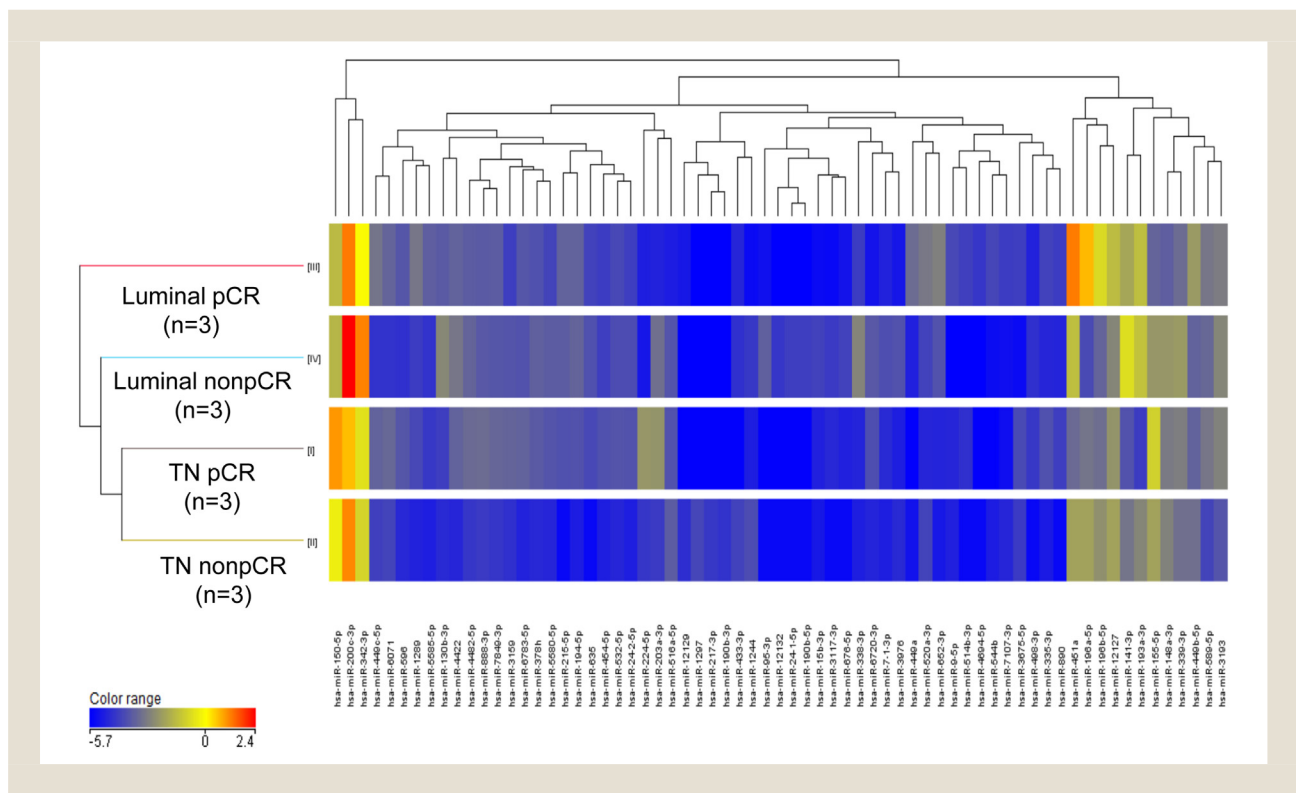 [III]
Luminal pCR
(n=3)
[IV]
Luminal nonpCR
(n=3)
[I]
TN pCR
(n=3)
[II]
TN nonpCR
(n=3)
hsa-miR-150-5p
hsa-miR-200c-3p
hsa-miR-342-3p
hsa-miR-449c-5p
hsa-miR-6071
hsa-miR-596
hsa-miR-1289
hsa-miR-5585-5p
hsa-miR-130b-3p
hsa-miR-4422
hsa-miR-4482-5p
hsa-miR-888-3p
hsa-miR-7849-3p
hsa-miR-3159
hsa-miR-6783-5p
hsa-miR-378h
hsa-miR-5680-5p
hsa-miR-215-5p
hsa-miR-194-5p
hsa-miR-635
hsa-miR-454-5p
hsa-miR-532-5p
hsa-miR-24-2-5p
hsa-miR-224-5p
hsa-miR-203a-3p
hsa-miR-516a-5p
hsa-miR-12129
hsa-miR-1297
hsa-miR-217-3p
hsa-miR-190b-3p
hsa-miR-433-3p
hsa-miR-1244
hsa-miR-95-3p
hsa-miR-12132
hsa-miR-24-1-5p
hsa-miR-190b-5p
hsa-miR-15b-3p
hsa-miR-3117-3p
hsa-miR-676-5p
hsa-miR-338-3p
hsa-miR-6720-3p
hsa-miR-7-1-3p
hsa-miR-3976
hsa-miR-449a
hsa-miR-520a-3p
hsa-miR-652-3p
hsa-miR-9-5p
hsa-miR-514b-3p
hsa-miR-4694-5p
hsa-miR-544b
hsa-miR-7107-3p
hsa-miR-3675-5p
hsa-miR-498-3p
hsa-miR-335-3p
hsa-miR-890
hsa-miR-451a
hsa-miR-196a-5p
hsa-miR-196b-5p
hsa-miR-12127
hsa-miR-141-3p
hsa-miR-193a-3p
hsa-miR-155-5p
hsa-miR-148a-3p
hsa-miR-339-3p
hsa-miR-449b-5p
hsa-miR-589-5p
hsa-miR-3193
Color range
-5.7 0 2.4